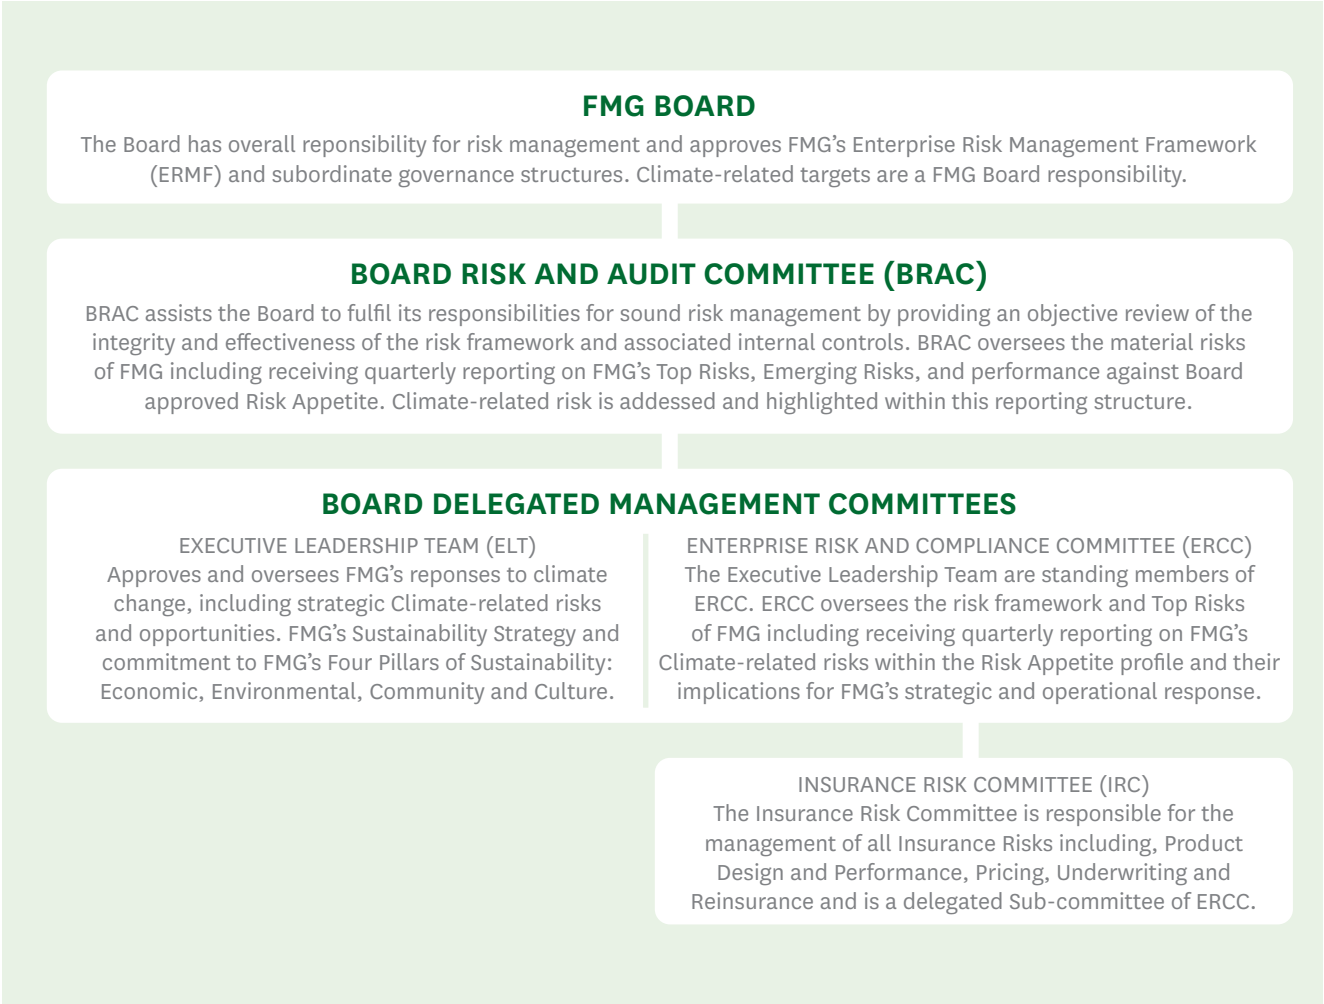 FMG BOARD
The Board has overall reponsibility for risk management and approves FMG's Enterprise Risk Management Framework
(ERMF) and subordinate governance structures. Climate-related targets are a FMG Board responsibility.
BOARD RISK AND AUDIT COMMITTEE (BRAC)
BRAC assists the Board to fulfil its responsibilities for sound risk management by providing an objective review of the
integrity and effectiveness of the risk framework and associated internal controls. BRAC oversees the material risks
of FMG including receiving quarterly reporting on FMG's Top Risks, Emerging Risks, and performance against Board
approved Risk Appetite. Climate-related risk is addressed and highlighted within this reporting structure.
BOARD DELEGATED MANAGEMENT COMMITTEES
EXECUTIVE LEADERSHIP TEAM (ELT)
Approves and oversees FMG's reponses to climate
change, including strategic Climate-related risks
and opportunities. FMG's Sustainability Strategy and
commitment to FMG's Four Pillars of Sustainability:
Economic, Environmental, Community and Culture.
ENTERPRISE RISK AND COMPLIANCE COMMITTEE (ERCC)
The Executive Leadership Team are standing members of
ERCC. ERCC oversees the risk framework and Top Risks
of FMG including receiving quarterly reporting on FMG's
Climate-related risks within the Risk Appetite profile and their
implications for FMG's strategic and operational response.
INSURANCE RISK COMMITTEE (IRC)
The Insurance Risk Committee is responsible for the
management of all Insurance Risks including, Product
Design and Performance, Pricing, Underwriting and
Reinsurance and is a delegated Sub-committee of ERCC.